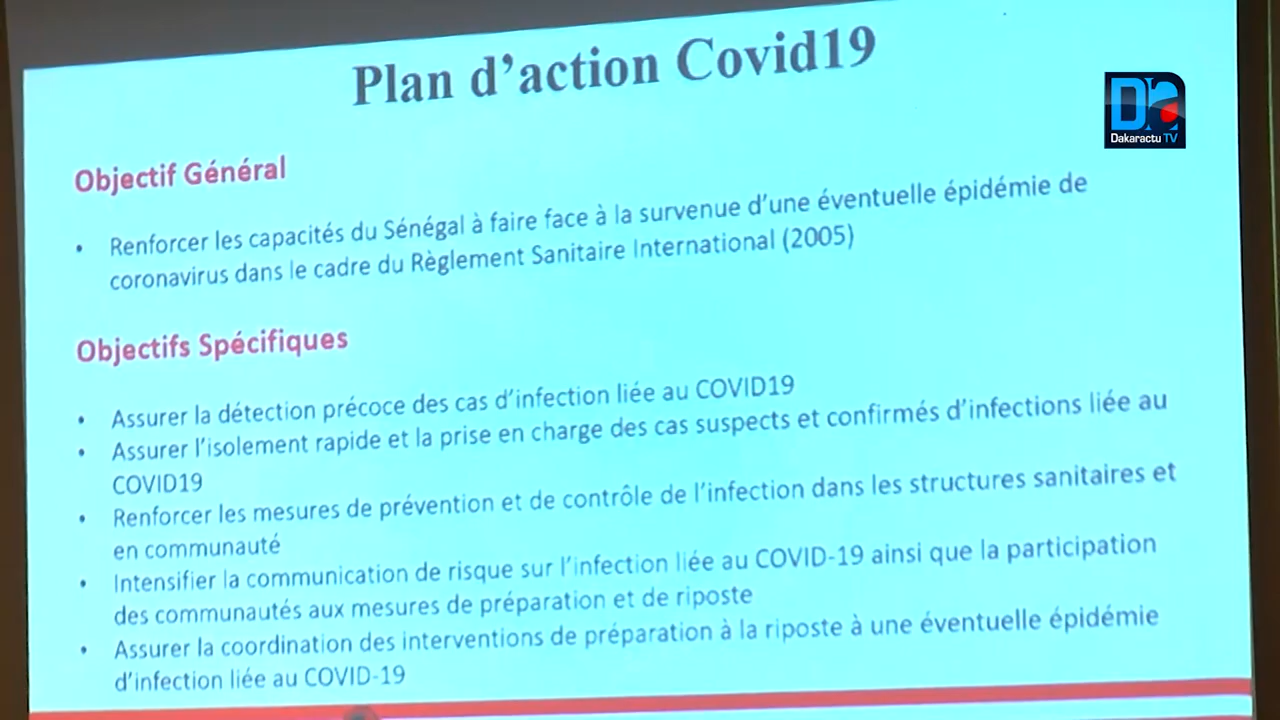 Plan d'action Covid19
Dakaractu TV
Objectif Général
• Renforcer les capacités du Sénégal à faire face à la survenue d'une éventuelle épidémie de
coronavirus dans le cadre du Règlement Sanitaire International (2005)
Objectifs Spécifiques
• Assurer la détection précoce des cas d'infection liée au COVID19
• Assurer l'isolement rapide et la prise en charge des cas suspects et confirmés d'infections liée au
COVID19
• Renforcer les mesures de prévention et de contrôle de l'infection dans les structures sanitaires et
en communauté
• Intensifier la communication de risque sur l'infection liée au COVID-19 ainsi que la participation
des communautés aux mesures de préparation et de riposte
• Assurer la coordination des interventions de préparation à la riposte à une éventuelle épidémie
d'infection liée au COVID-19